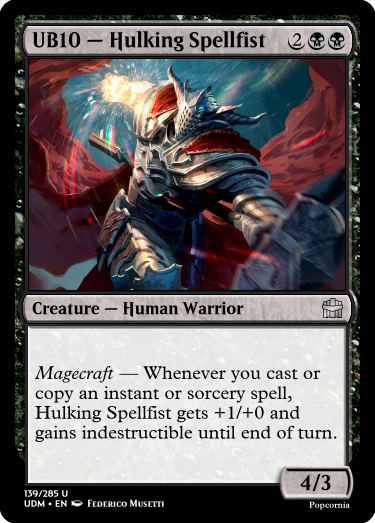 UB10 — Hulking Spellfist 2
Creature — Human Warrior
Magecraft — Whenever you cast or
copy an instant or sorcery spell,
Hulking Spellfist gets +1/+0 and
gains indestructible until end of turn.
4/3
139/285 U
UDM • EN Federico Musetti
Popcornia